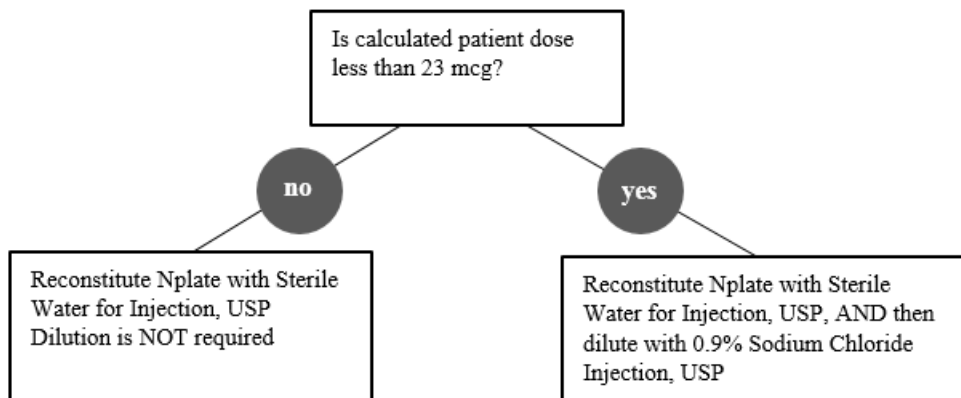 Is calculated patient dose
less than 23 mcg?
no
yes
Reconstitute Nplate with Sterile
Water for Injection, USP
Dilution is NOT required
Reconstitute Nplate with Sterile
Water for Injection, USP, AND then
dilute with 0.9% Sodium Chloride
Injection, USP